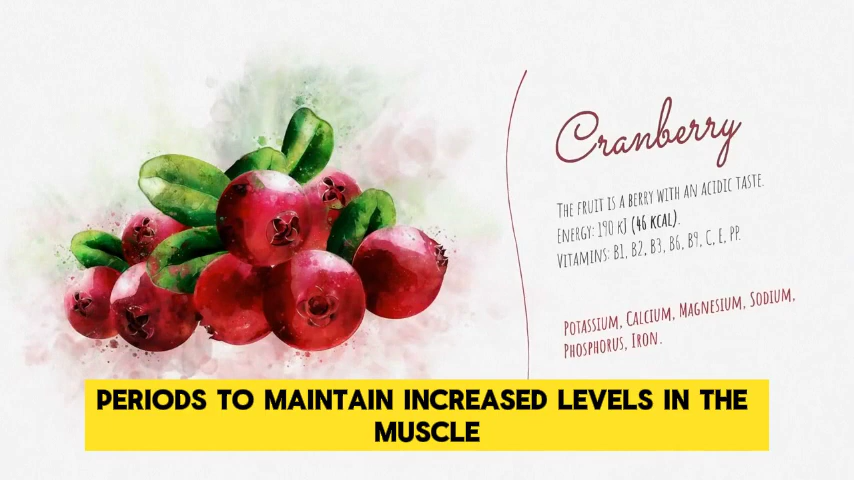 Cranberry
The fruit is a berry with an acidic taste.
Energy: 190 kJ (46 kcal).
Vitamins: B1, B2, B3, B6, B9, C, E, PP.
Potassium, Calcium, Magnesium, Sodium,
Phosphorus, Iron.
PERIODS TO MAINTAIN INCREASED LEVELS IN THE
MUSCLE